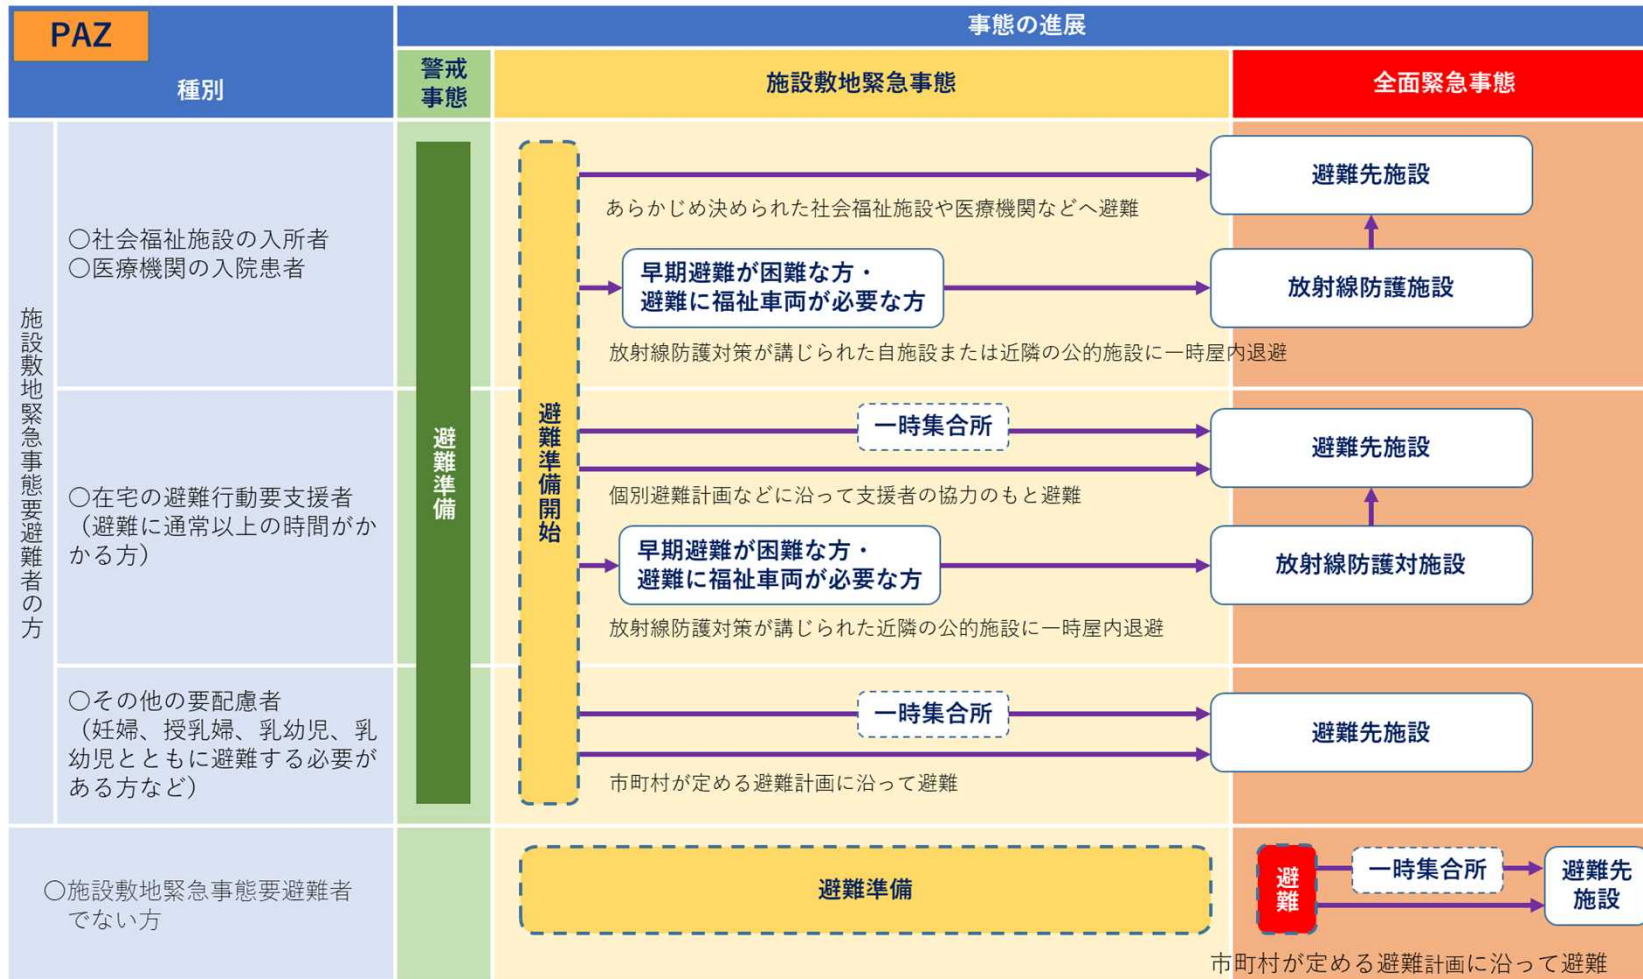 PAZ
種別
事態の進展
警戒
事態
施設敷地緊急事態
全面緊急事態
施設敷地緊急事態要避難者の方
○社会福祉施設の入所者
○医療機関の入院患者
避難準備
避難準備開始
避難先施設
あらかじめ決められた社会福祉施設や医療機関などへ避難
早期避難が困難な方・
避難に福祉車両が必要な方
放射線防護施設
放射線防護対策が講じられた自施設または近隣の公的施設に一時屋内退避
○在宅の避難行動要支援者
（避難に通常以上の時間がか
かる方）
一時集合所
避難先施設
個別避難計画などに沿って支援者の協力のもと避難
早期避難が困難な方・
避難に福祉車両が必要な方
放射線防護対施設
放射線防護対策が講じられた近隣の公的施設に一時屋内退避
○その他の要配慮者
（妊婦、授乳婦、乳幼児、乳
幼児とともに避難する必要が
ある方など）
一時集合所
避難先施設
市町村が定める避難計画に沿って避難
○施設敷地緊急事態要避難者
でない方
避難準備
避難
一時集合所
避難先
施設
市町村が定める避難計画に沿って避難